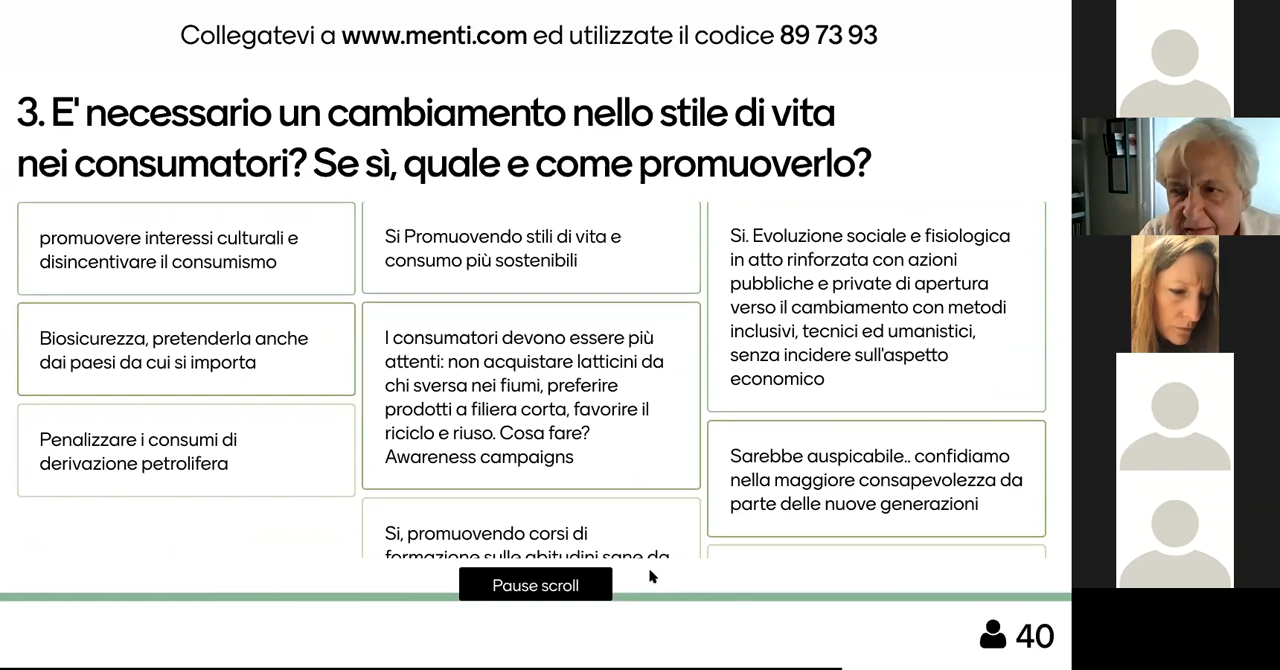 Collegatevi a www.menti.com ed utilizzate il codice 89 73 93
3. E' necessario un cambiamento nello stile di vita
nei consumatori? Se sì, quale e come promuoverlo?
promuovere interessi culturali e
disincentivare il consumismo
Biosicurezza, pretenderla anche
dai paesi da cui si importa
Penalizzare i consumi di
derivazione petrolifera
Si Promuovendo stili di vita e
consumo più sostenibili
I consumatori devono essere più
attenti: non acquistare latticini da
chi sversa nei fiumi, preferire
prodotti a filiera corta, favorire il
riciclo e riuso. Cosa fare?
Awareness campaigns
Si, promuovendo corsi di
formazione sulle abitudini sane da
Si. Evoluzione sociale e fisiologica
in atto rinforzata con azioni
pubbliche e private di apertura
verso il cambiamento con metodi
inclusivi, tecnici ed umanistici,
senza incidere sull'aspetto
economico
Sarebbe auspicabile.. confidiamo
nella maggiore consapevolezza da
parte delle nuove generazioni
Pause scroll
40